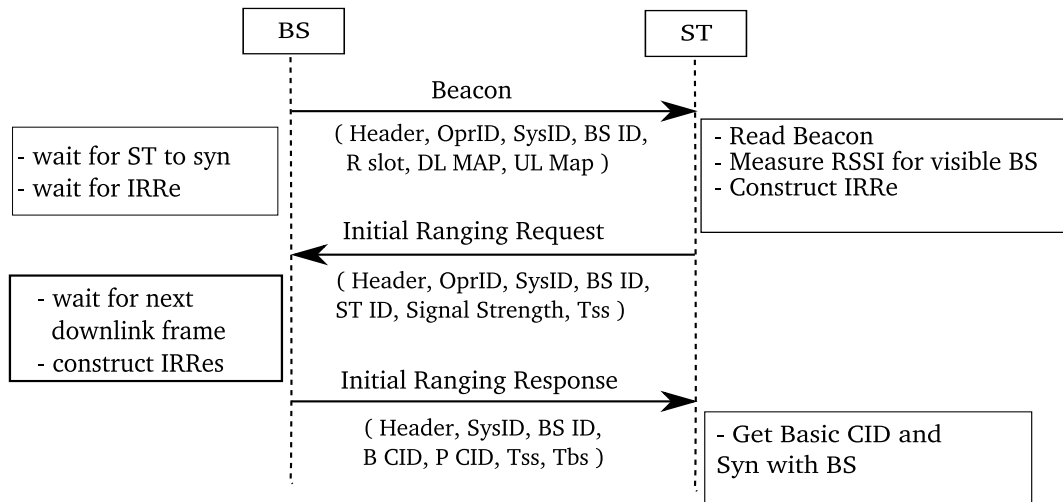 BS
ST
Beacon
( Header, OprID, SysID, BS ID,
R slot, DL MAP, UL Map )
- wait for ST to syn
- wait for IRRe
- Read Beacon
- Measure RSSI for visible BS
- Construct IRRe
Initial Ranging Request
( Header, OprID, SysID, BS ID,
ST ID, Signal Strength, Tss )
- wait for next
downlink frame
- construct IRRes
Initial Ranging Response
( Header, SysID, BS ID,
B CID, P CID, Tss, Tbs )
- Get Basic CID and
Syn with BS